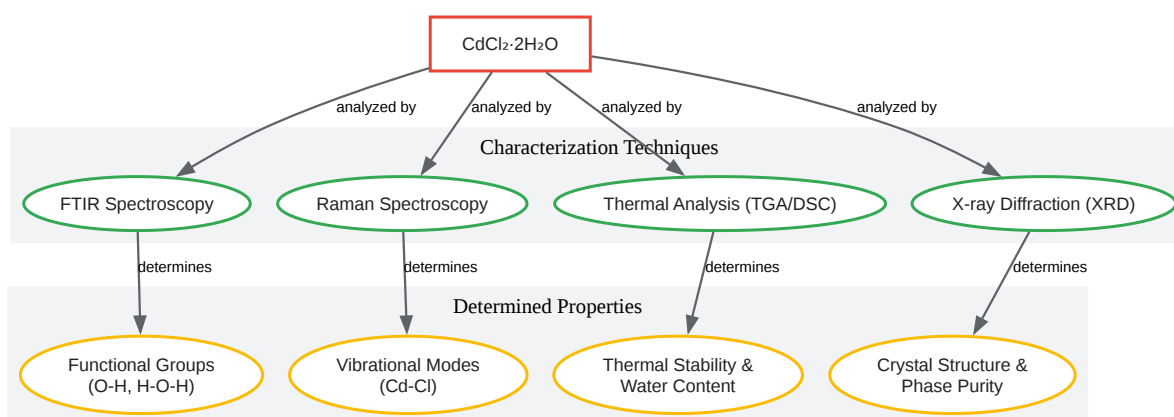 CdCl₂·2H₂O
analyzed by analyzed by analyzed by analyzed by
Characterization Techniques
FTIR Spectroscopy Raman Spectroscopy Thermal Analysis (TGA/DSC) X-ray Diffraction (XRD)
determines determines determines determines
Determined Properties
Functional Groups
(O-H, H-O-H)
Vibrational Modes
(Cd-Cl)
Thermal Stability &
Water Content
Crystal Structure &
Phase Purity